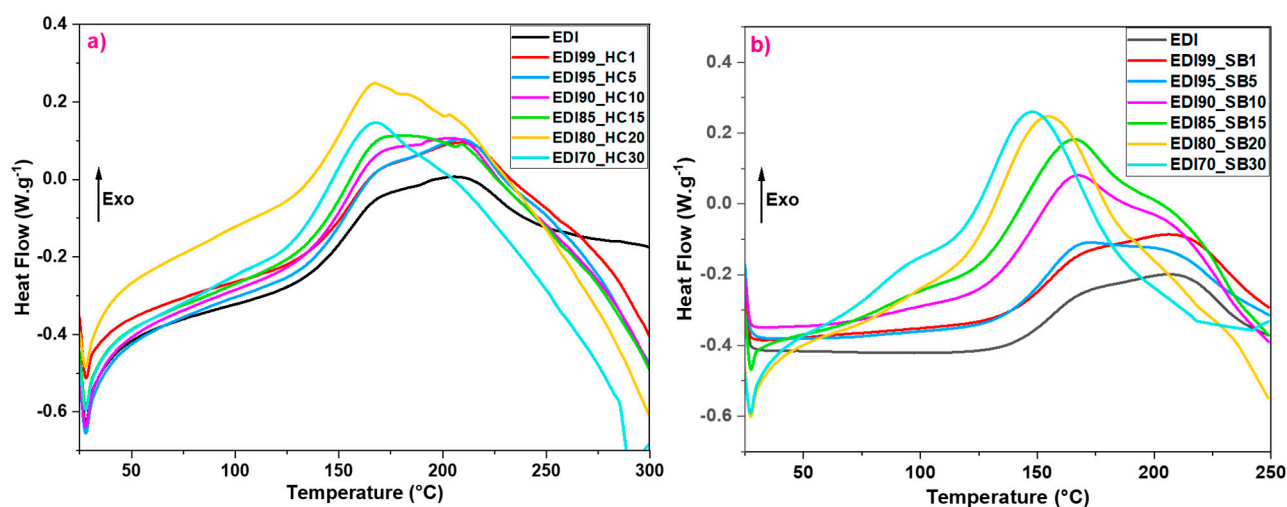 a)
0.4
0.2
0.0
-0.2
-0.4
-0.6
Heat Flow (W.g-1)
Exo
EDI
EDI99_HC1
EDI95_HC5
EDI90_HC10
EDI85_HC15
EDI80_HC20
EDI70_HC30
50
100
150
200
250
300
Temperature (°C)
b)
0.4
0.2
0.0
-0.2
-0.4
-0.6
Heat Flow (W.g-1)
Exo
EDI
EDI99_SB1
EDI95_SB5
EDI90_SB10
EDI85_SB15
EDI80_SB20
EDI70_SB30
50
100
150
200
250
Temperature (°C)